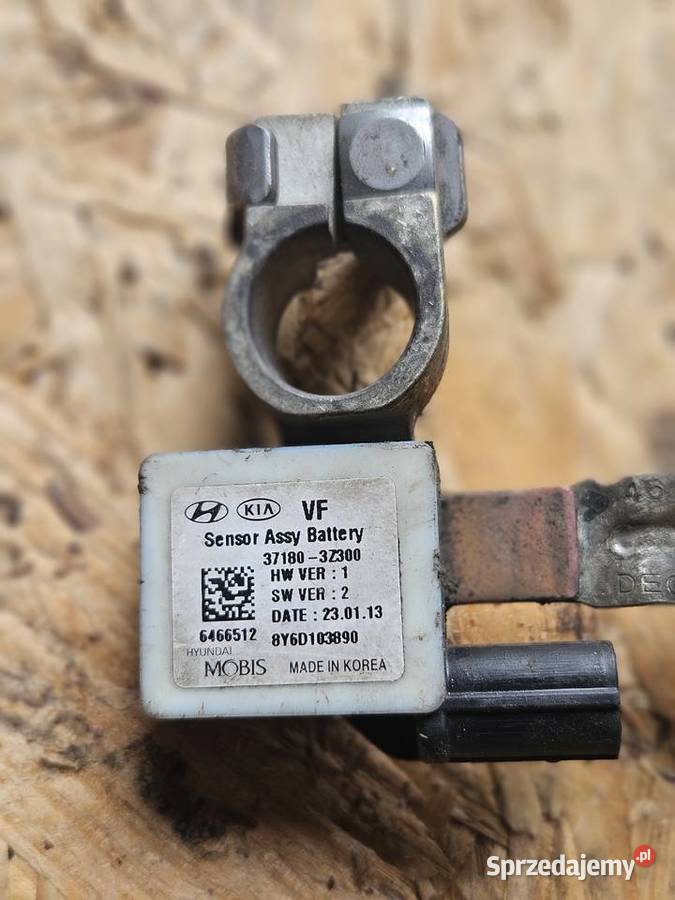 KIA VF
Sensor Assy Battery
37180-3Z300
HW VER : 1
SW VER : 2
DATE : 23.01.13
6466512 8Y6D103890
HYUNDAI
MOBIS MADE IN KOREA
Sprzedajemy.pl